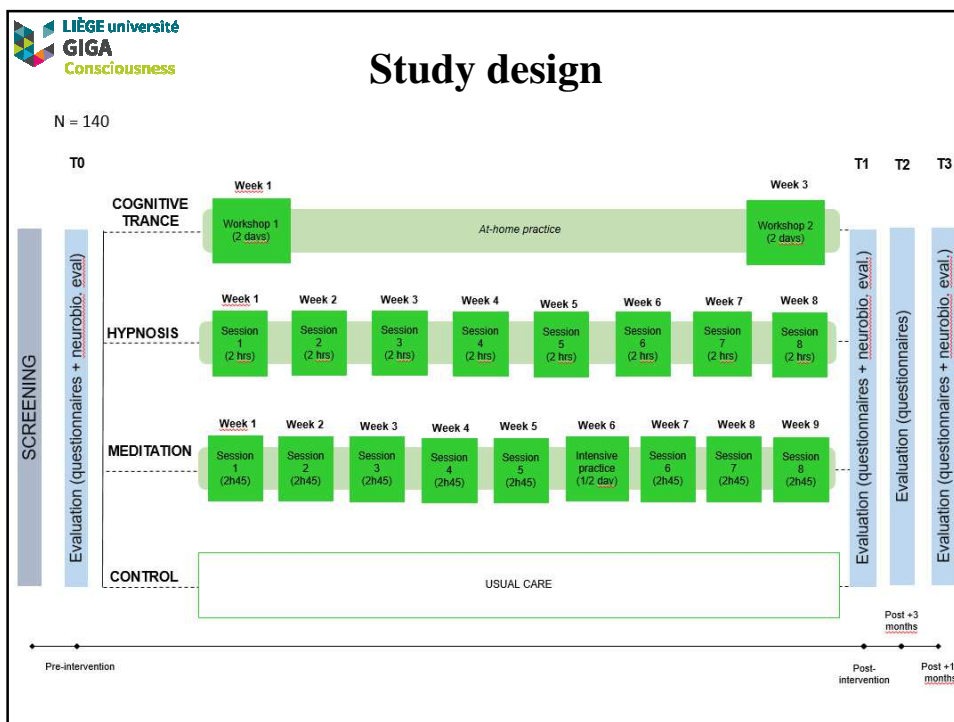 LIÈGE université
GIGA
Consciousness
Study design
N = 140
T0
T1
T2
T3
SCREENING
Evaluation (questionnaires + neurobio. eval)
COGNITIVE
TRANCE
Week 1
Workshop 1
(2 days)
At-home practice
Week 3
Workshop 2
(2 days)
HYPNOSIS
Week 1
Week 2
Week 3
Week 4
Week 5
Week 6
Week 7
Week 8
Session
1
(2 hrs)
Session
2
(2 hrs)
Session
3
(2 hrs)
Session
4
(2 hrs)
Session
5
(2 hrs)
Session
6
(2 hrs)
Session
7
(2 hrs)
Session
8
(2 hrs)
MEDITATION
Week 1
Week 2
Week 3
Week 4
Week 5
Week 6
Week 7
Week 8
Week 9
Session
1
(2h45)
Session
2
(2h45)
Session
3
(2h45)
Session
4
(2h45)
Session
5
(2h45)
Intensive
practice
(1/2 day)
Session
6
(2h45)
Session
7
(2h45)
Session
8
(2h45)
CONTROL
USUAL CARE
Evaluation (questionnaires + neurobio. eval.)
Evaluation (questionnaires)
Evaluation (questionnaires + neurobio. eval.)
Pre-intervention
Post-
intervention
Post +3
months
Post +1
months